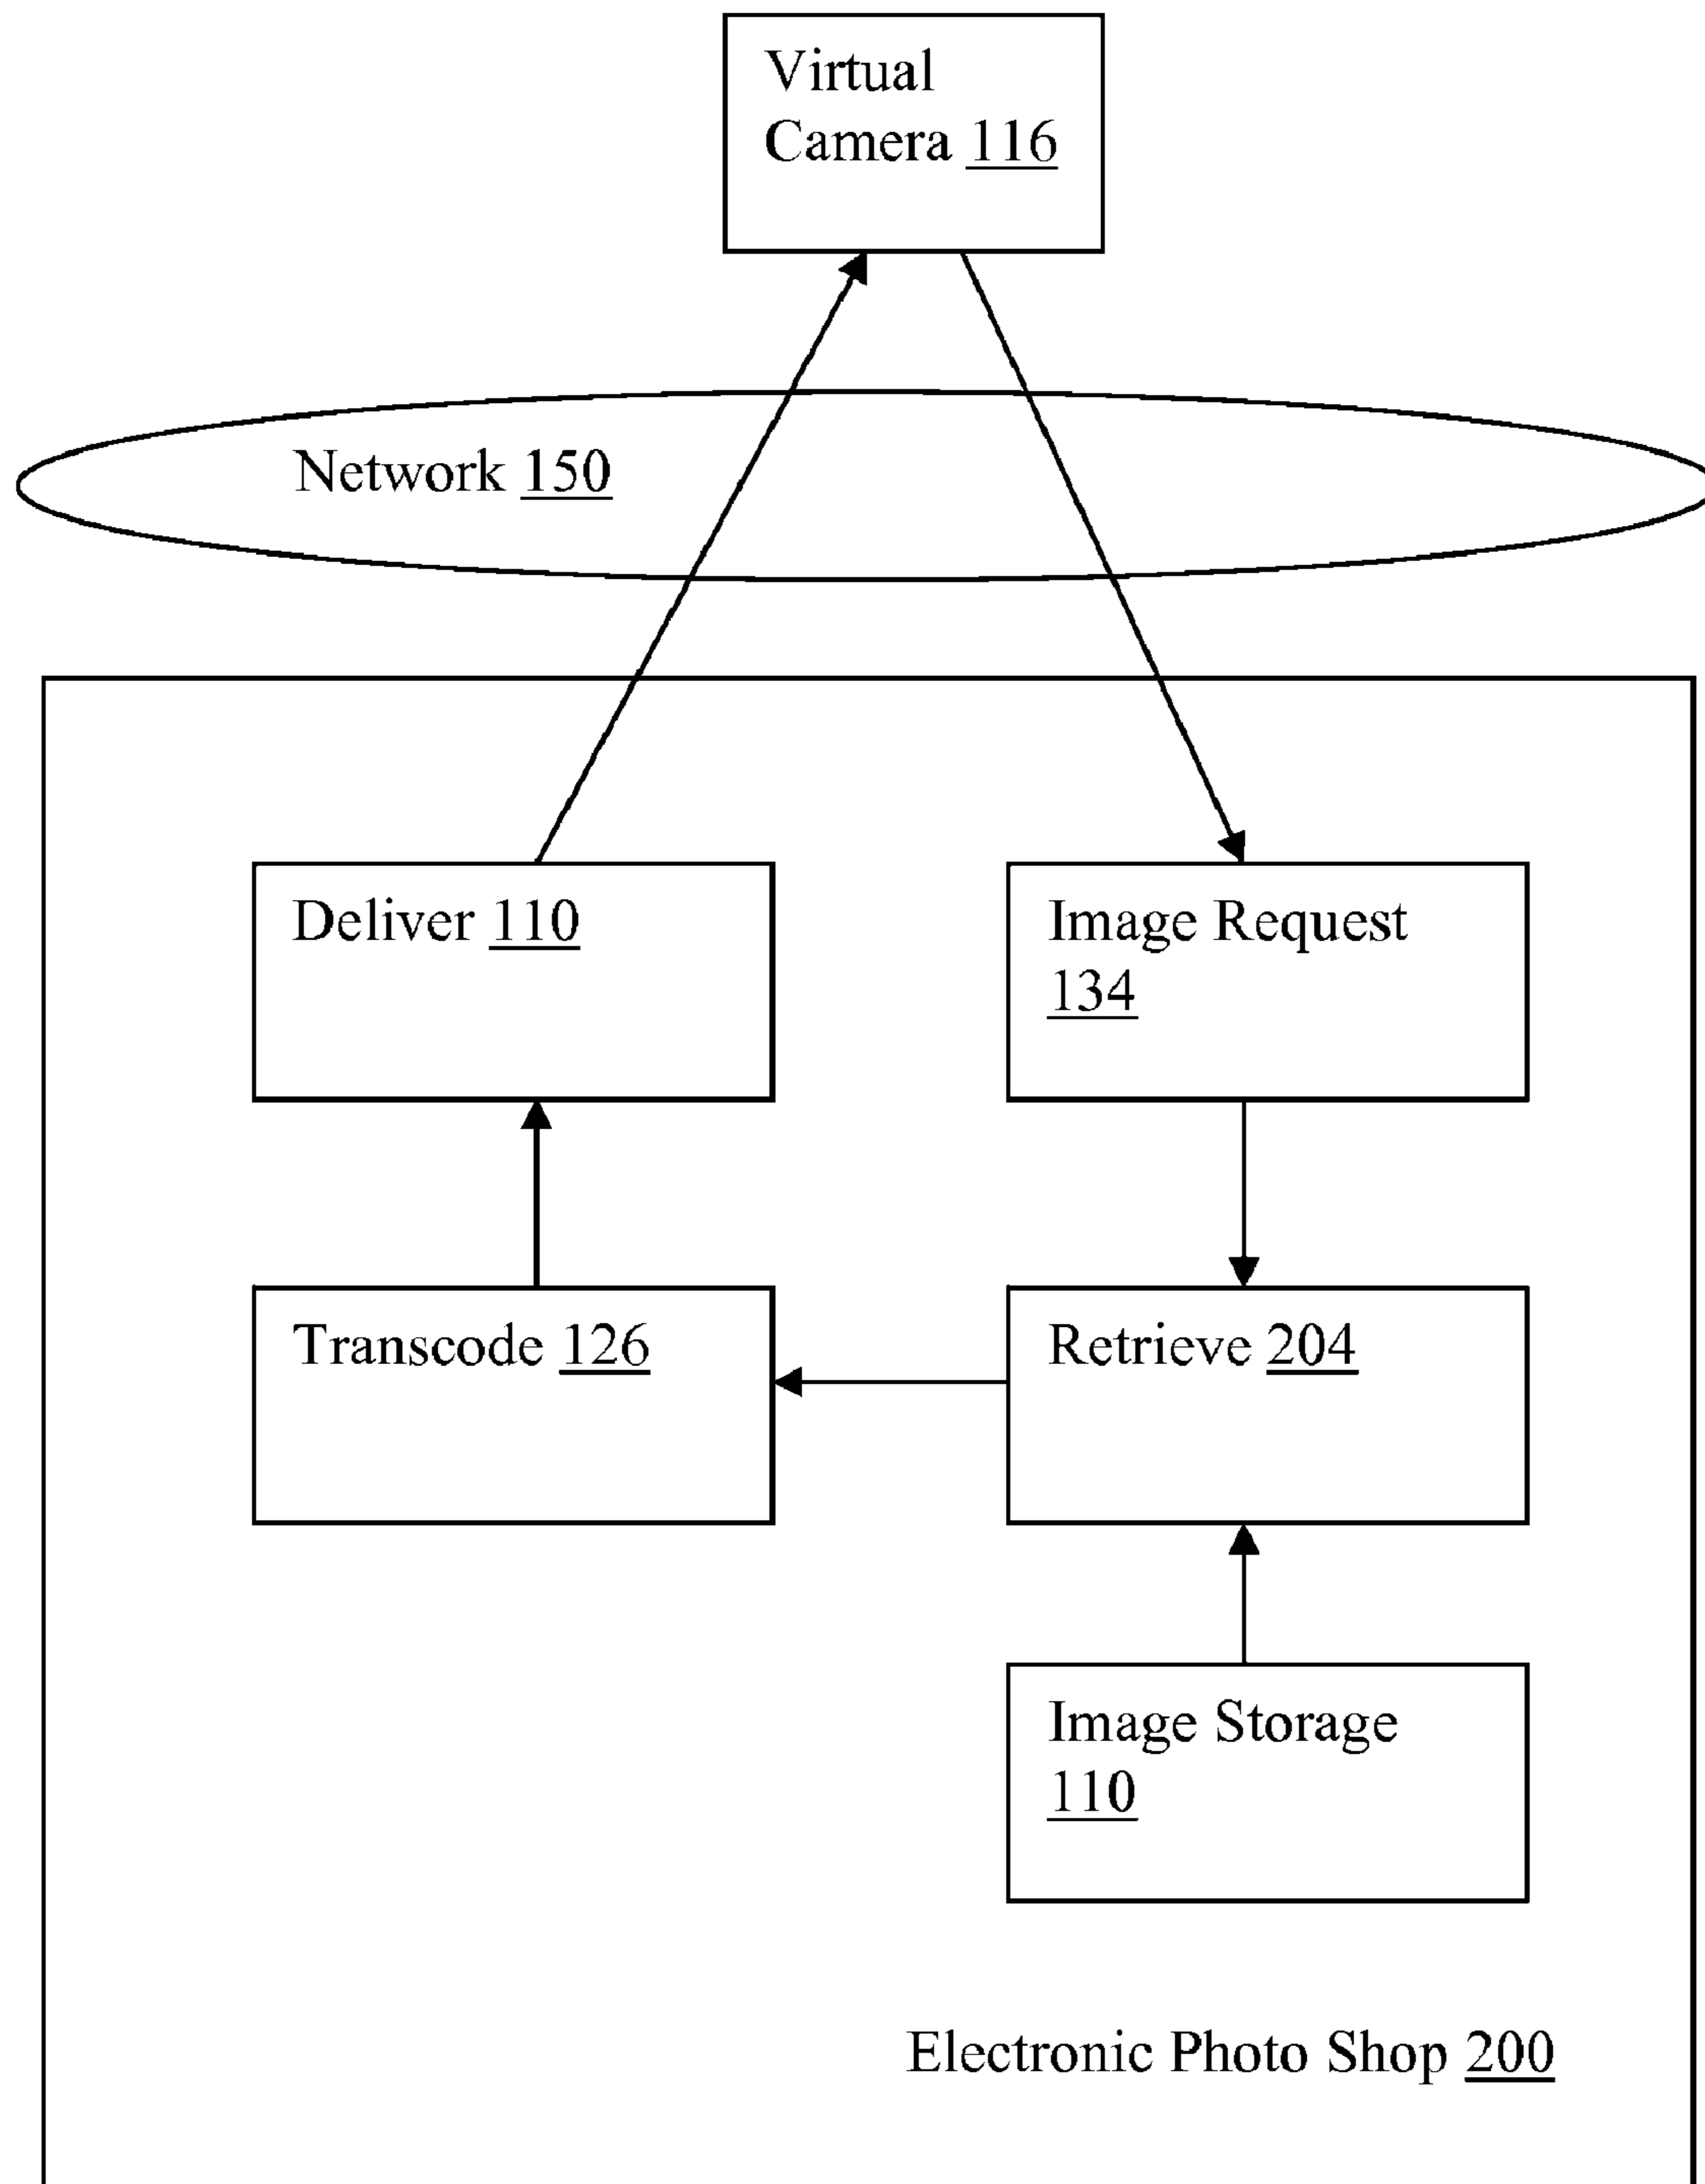 Virtual
Camera 116
Network 150
Deliver 110
Image Request
134
Transcode 126
Retrieve 204
Image Storage
110
Electronic Photo Shop 200